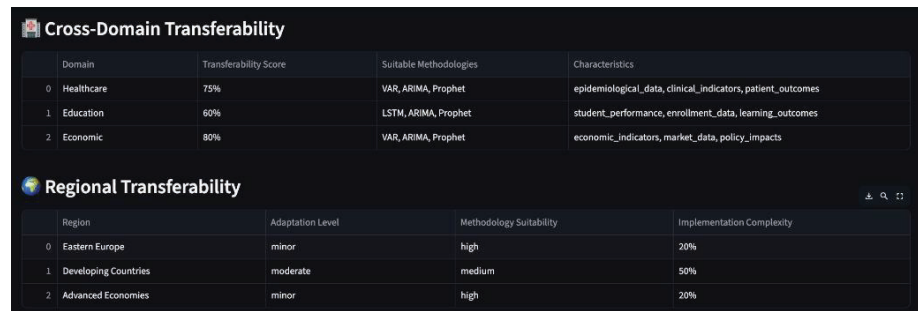 Cross-Domain Transferability
Domain Transferability Score Suitable Methodologies Characteristics
0 Healthcare 75% VAR, ARIMA, Prophet epidemiological_data, clinical_indicators, patient_outcomes
1 Education 60% LSTM, ARIMA, Prophet student_performance, enrollment_data, learning_outcomes
2 Economic 80% VAR, ARIMA, Prophet economic_indicators, market_data, policy_impacts
Regional Transferability
Region Adaptation Level Methodology Suitability Implementation Complexity
0 Eastern Europe minor high 20%
1 Developing Countries moderate medium 50%
2 Advanced Economies minor high 20%